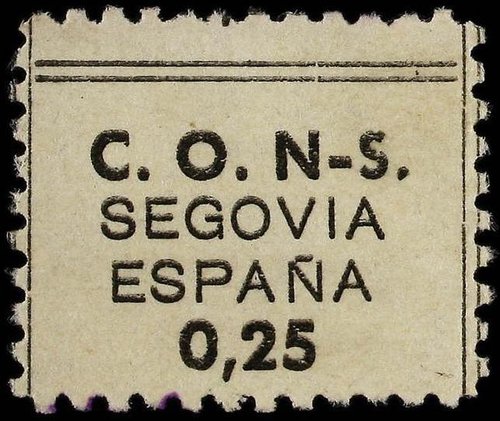 C. O. N-S.
SEGOVIA
ESPAÑA
0,25